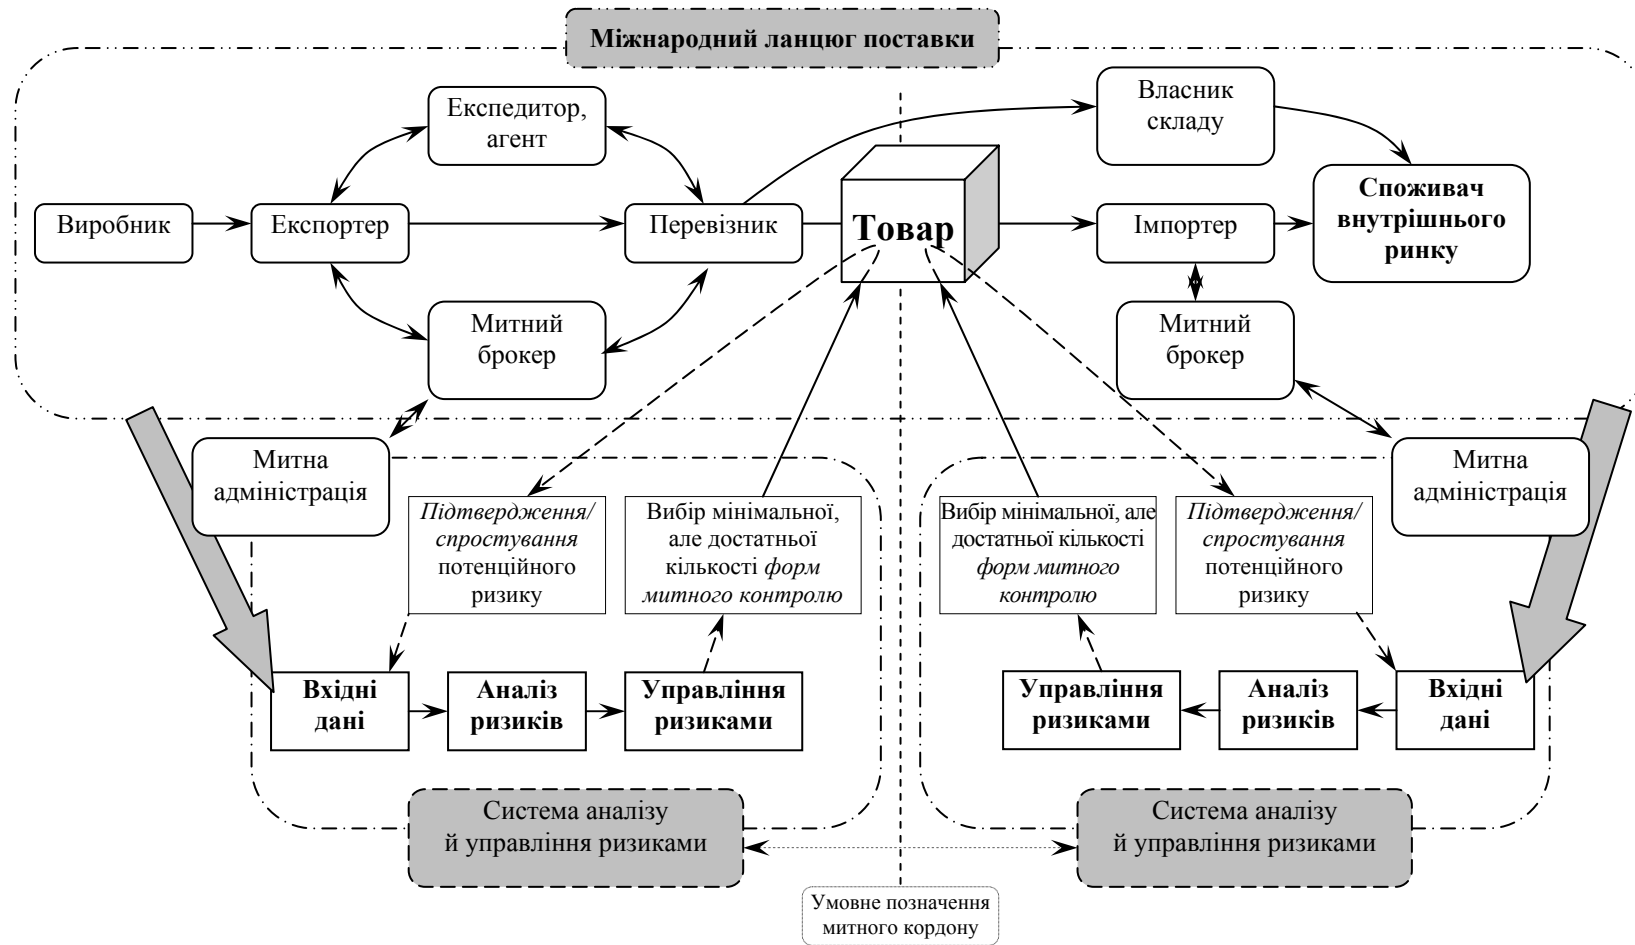 Міжнародний ланцюг поставки
Експедитор,
агент
Власник
складу
Виробник
Експортер
Перевізник
Товар
Імпортер
Споживач
внутрішнього
ринку
Митний
брокер
Митний
брокер
Митна
адміністрація
Митна
адміністрація
Підтвердження/
спростування
потенційного
ризику
Вибір мінімальної,
але достатньої
кількості форм
митного контролю
Вибір мінімальної, але
достатньої кількості
форм митного
контролю
Підтвердження/
спростування
потенційного
ризику
Вхідні
дані
Аналіз
ризиків
Управління
ризиками
Управління
ризиками
Аналіз
ризиків
Вхідні
дані
Система аналізу
й управління ризиками
Система аналізу
й управління ризиками
Умовне позначення
митного кордону